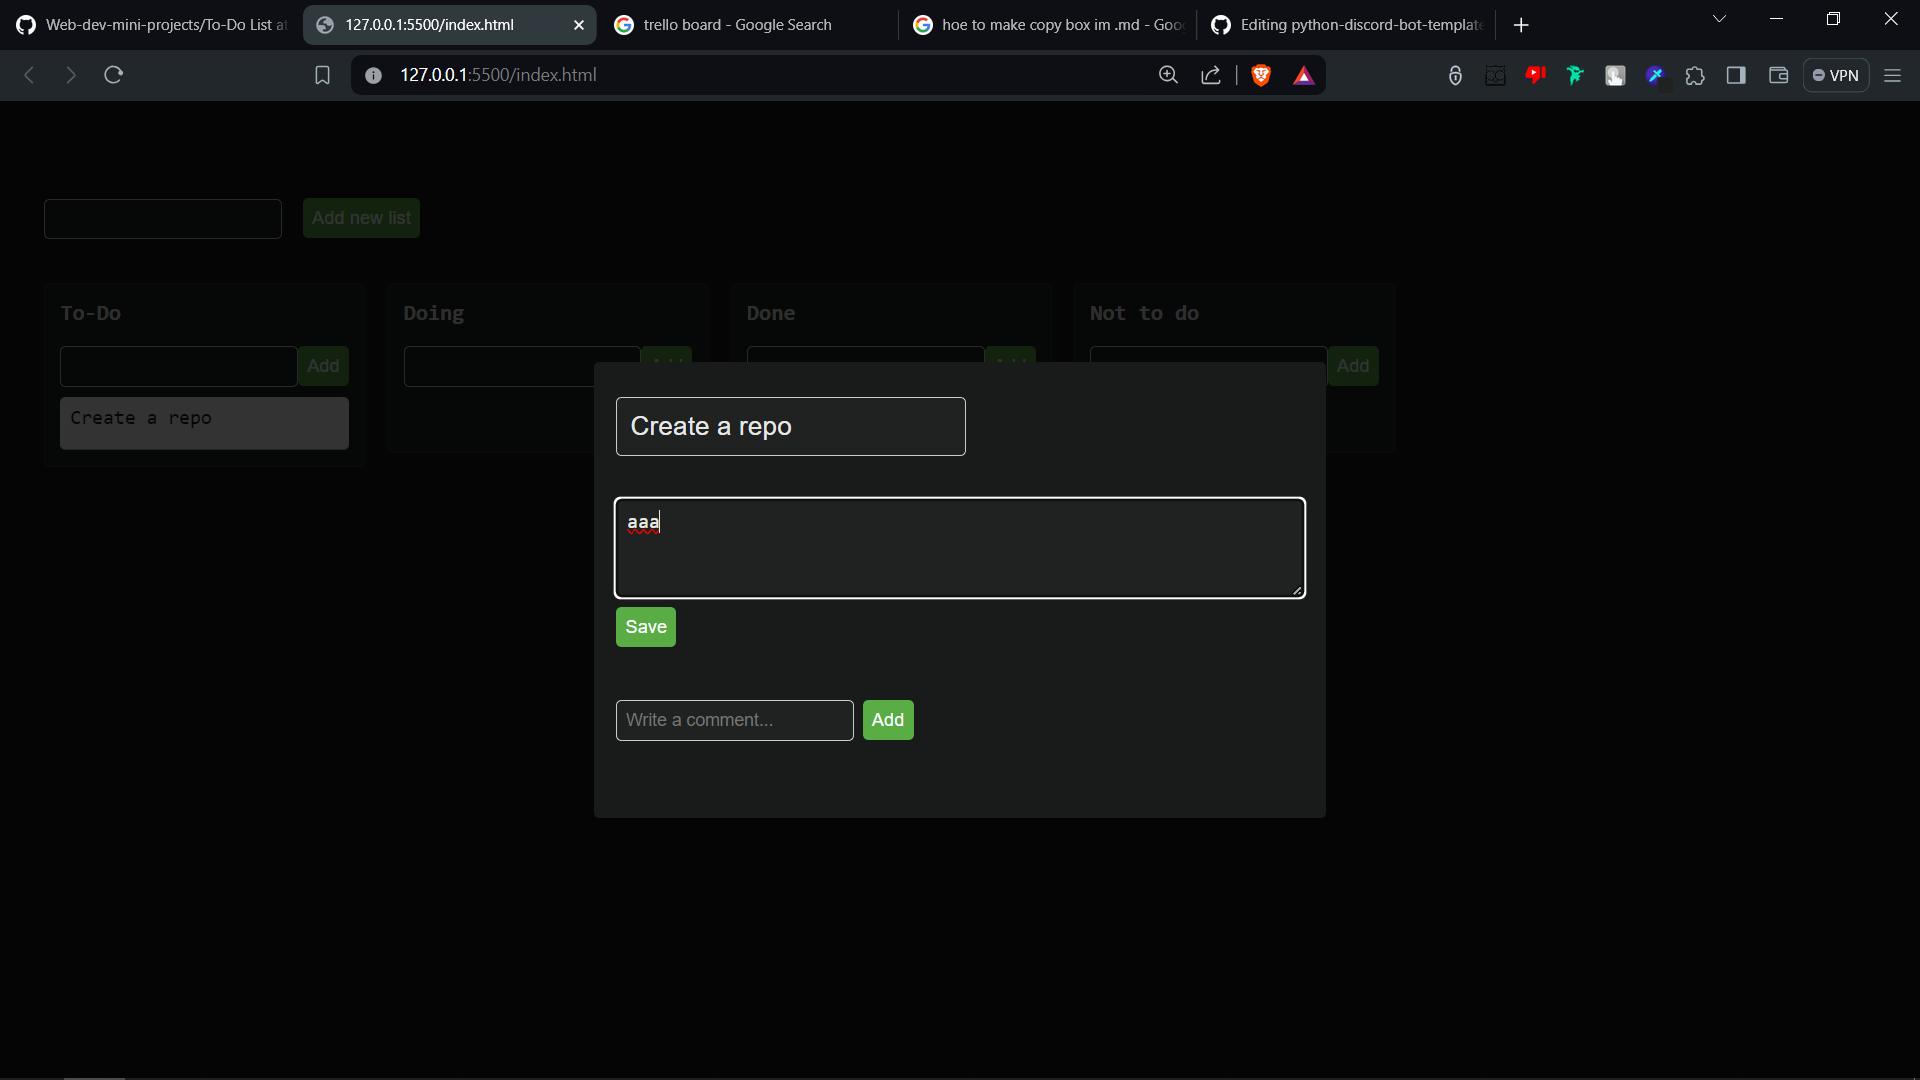 Web-dev-mini-projects/To-Do List at
127.0.0.1:5500/index.html
trello board - Google Search
hoe to make copy box im .md - Goo
Editing python-discord-bot-template
127.0.0.1:5500/index.html
VPN
Add new list
To-Do
Doing
Done
Not to do
Add
Add
Create a repo
Create a repo
aaa
Save
Write a comment...
Add